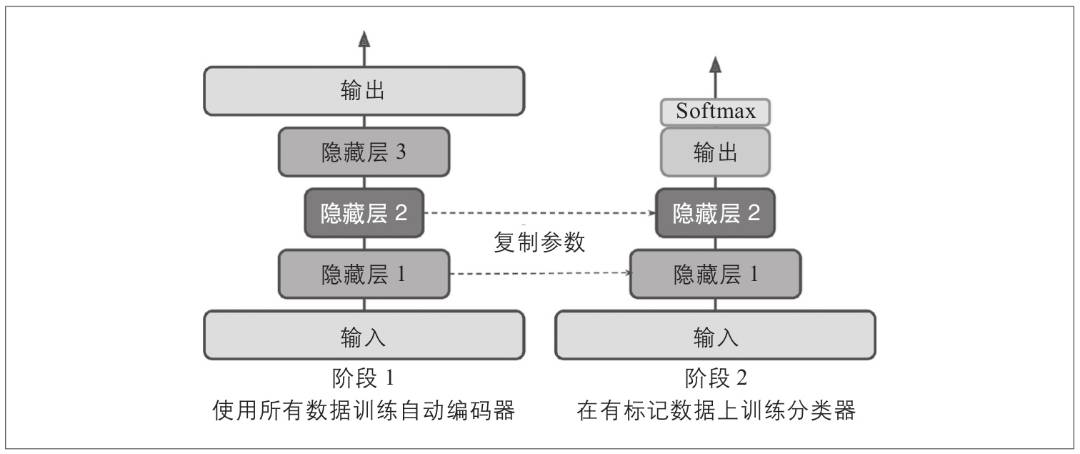 输出
隐藏层 3
隐藏层 2
隐藏层 1
输入
阶段 1
使用所有数据训练自动编码器
复制参数
Softmax
输出
隐藏层 2
隐藏层 1
输入
阶段 2
在有标记数据上训练分类器